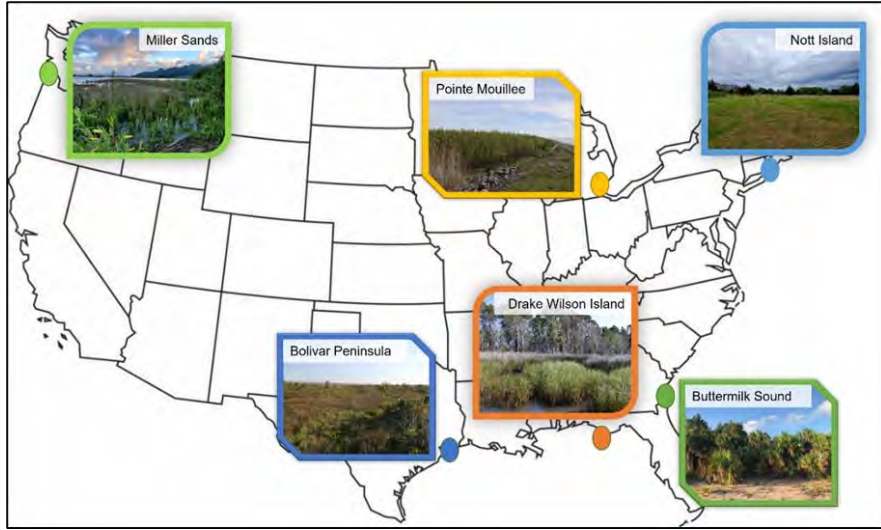 Miller Sands
Nott Island
Pointe Mouillee
Drake Wilson Island
Bolivar Peninsula
Buttermilk Sound